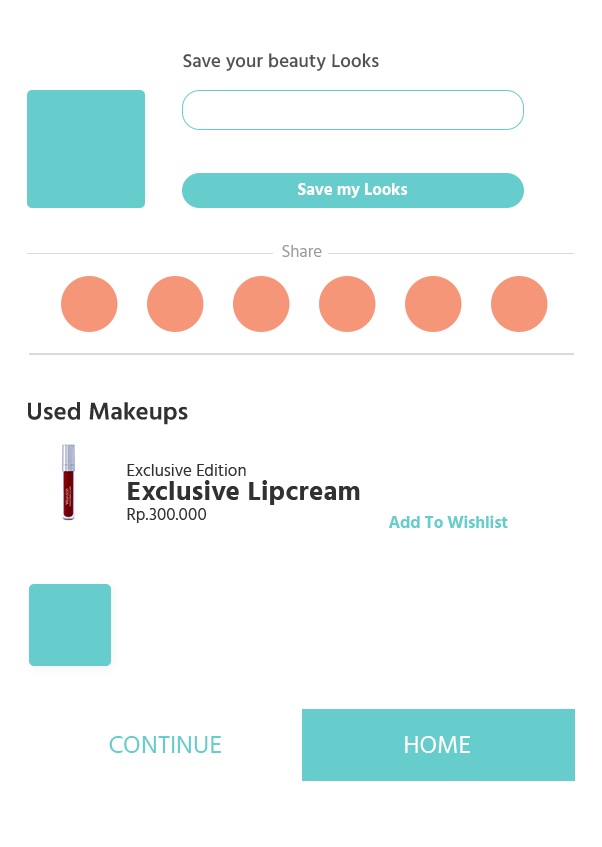 Save your beauty Looks
Save my Looks
Share
Used Makeups
Exclusive Edition
Exclusive Lipcream
Rp.300.000
Add To Wishlist
CONTINUE
HOME